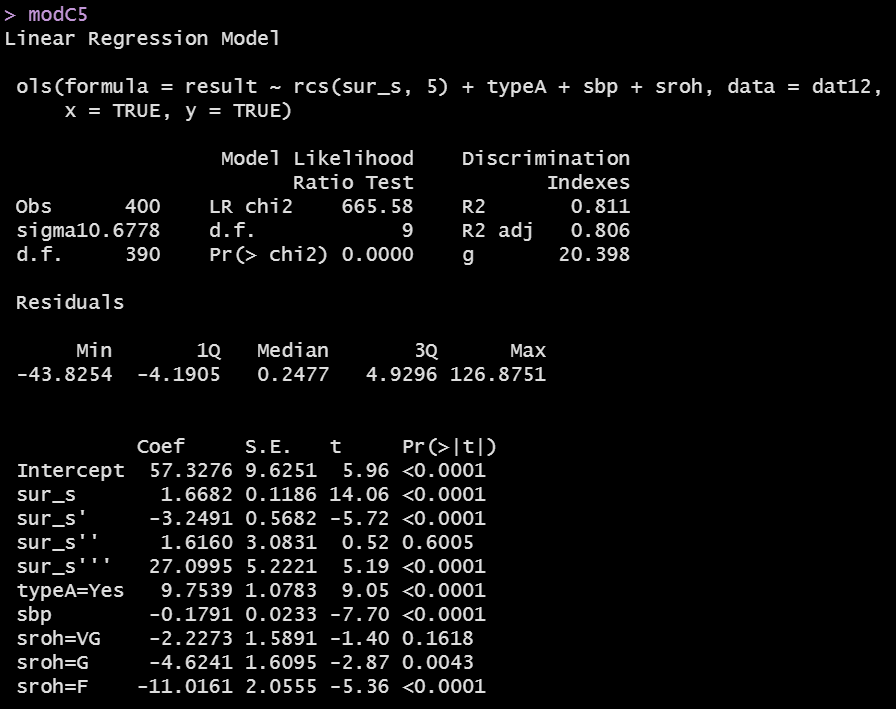 > modC5
Linear Regression Model
ols(formula = result ~ rcs(sur_s, 5) + typeA + sbp + sroh, data = dat12,
x = TRUE, y = TRUE)
Model Likelihood    Discrimination
Ratio Test           Indexes
Obs      400    LR chi2    665.58    R2       0.811
sigma10.6778    d.f.            9    R2 adj   0.806
d.f.     390    Pr(> chi2) 0.0000    g       20.398
Residuals
Min       1Q   Median       3Q      Max
-43.8254  -4.1905   0.2477   4.9296 126.8751
Coef     S.E.   t     Pr(>|t|)
Intercept  57.3276 9.6251  5.96 <0.0001
sur_s       1.6682 0.1186 14.06 <0.0001
sur_s'     -3.2491 0.5682 -5.72 <0.0001
sur_s''     1.6160 3.0831  0.52 0.6005
sur_s'''   27.0995 5.2221  5.19 <0.0001
typeA=Yes   9.7539 1.0783  9.05 <0.0001
sbp        -0.1791 0.0233 -7.70 <0.0001
sroh=VG    -2.2273 1.5891 -1.40 0.1618
sroh=G     -4.6241 1.6095 -2.87 0.0043
sroh=F    -11.0161 2.0555 -5.36 <0.0001